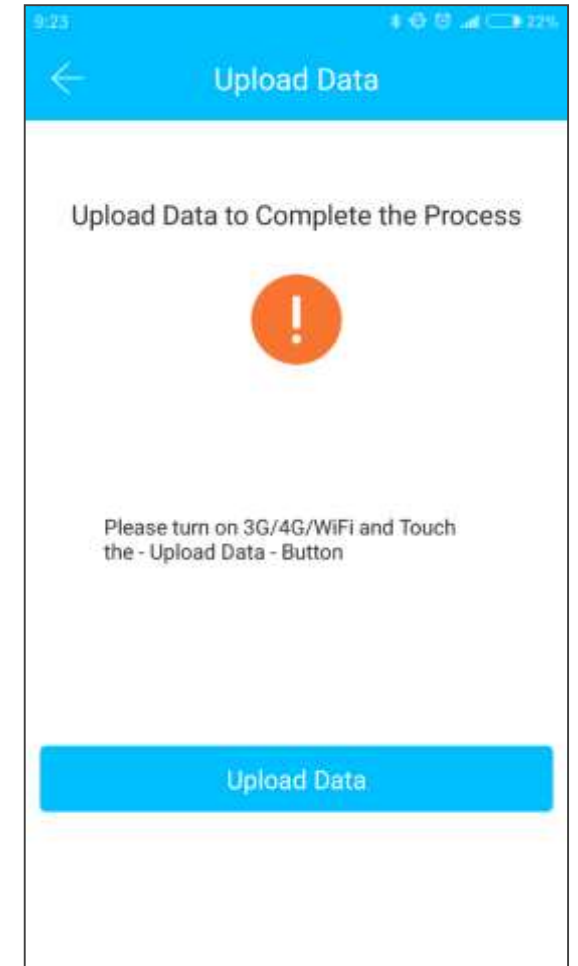 9:23 22%
Upload Data
Upload Data to Complete the Process
!
Please turn on 3G/4G/WiFi and Touch
the - Upload Data - Button
Upload Data